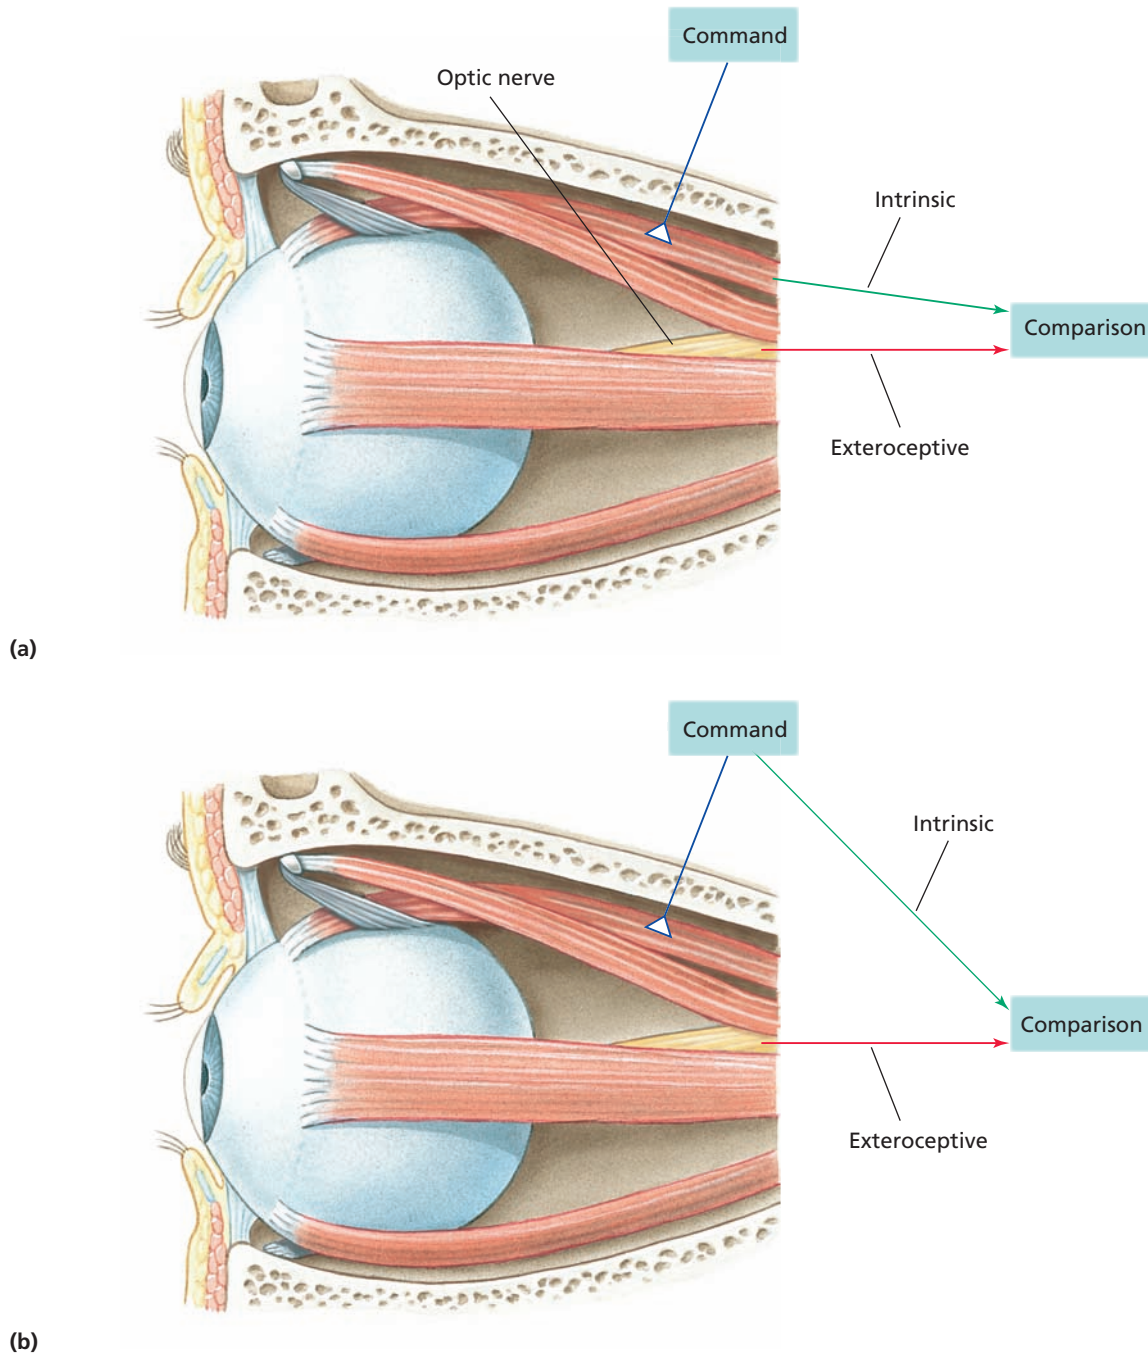 Command
Optic nerve
Intrinsic
Comparison
Exteroceptive
(a)
Command
Intrinsic
Comparison
Exteroceptive
(b)